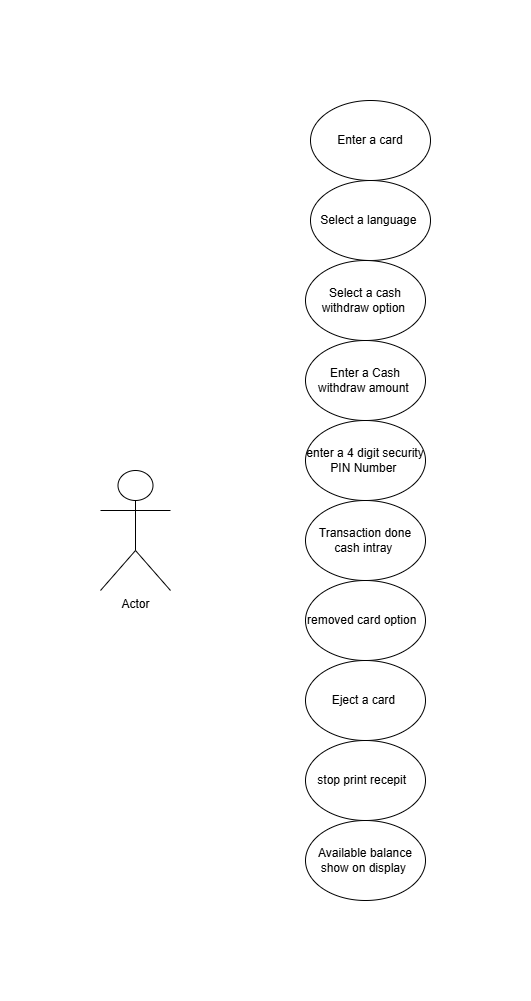 Enter a card
Select a language
Select a cash
withdraw option
Enter a Cash
withdraw amount
enter a 4 digit security
PIN Number
Transaction done
cash intray
removed card option
Eject a card
stop print recepit
Available balance
show on display
Actor